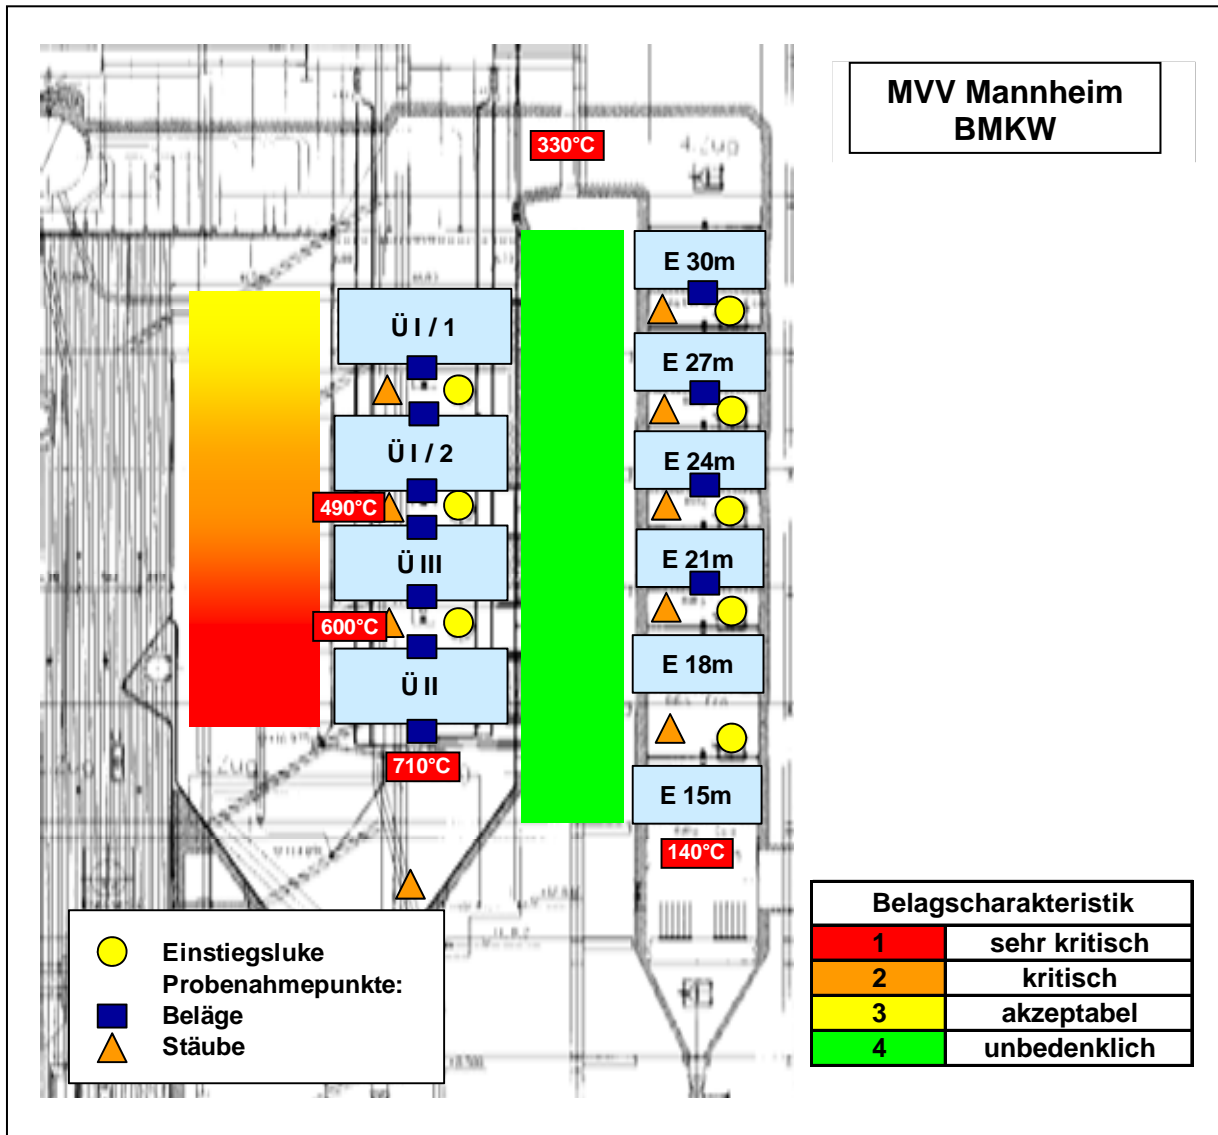 MVV Mannheim
BMKW
330°C
4. Zug
E 30m
Ü I / 1
E 27m
Ü I / 2
E 24m
490°C
Ü III
E 21m
600°C
E 18m
Ü II
710°C
E 15m
140°C
Einstiegsluke
Probenahmepunkte:
Beläge
Stäube
Belagscharakteristik
1 sehr kritisch
2 kritisch
3 akzeptabel
4 unbedenklich